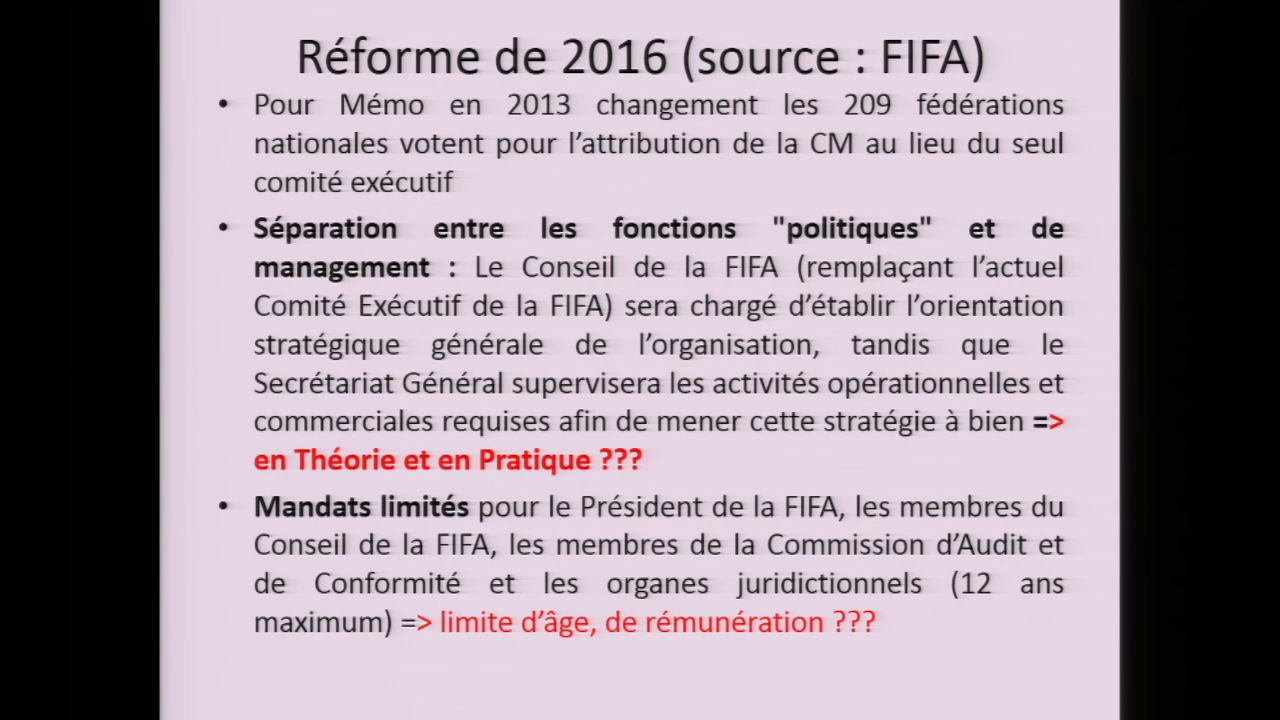 Réforme de 2016 (source : FIFA)
• Pour Mémo en 2013 changement les 209 fédérations
nationales votent pour l’attribution de la CM au lieu du seul
comité exécutif
• Séparation entre les fonctions "politiques" et de
management : Le Conseil de la FIFA (remplaçant l’actuel
Comité Exécutif de la FIFA) sera chargé d’établir l’orientation
stratégique générale de l’organisation, tandis que le
Secrétariat Général supervisera les activités opérationnelles et
commerciales requises afin de mener cette stratégie à bien =>
en Théorie et en Pratique ???
• Mandats limités pour le Président de la FIFA, les membres du
Conseil de la FIFA, les membres de la Commission d’Audit et
de Conformité et les organes juridictionnels (12 ans
maximum) => limite d’âge, de rémunération ???